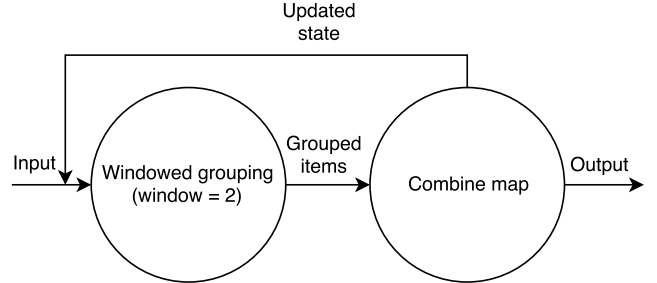 Updated
state
Input
Windowed grouping
(window = 2)
Grouped
items
Combine map
Output